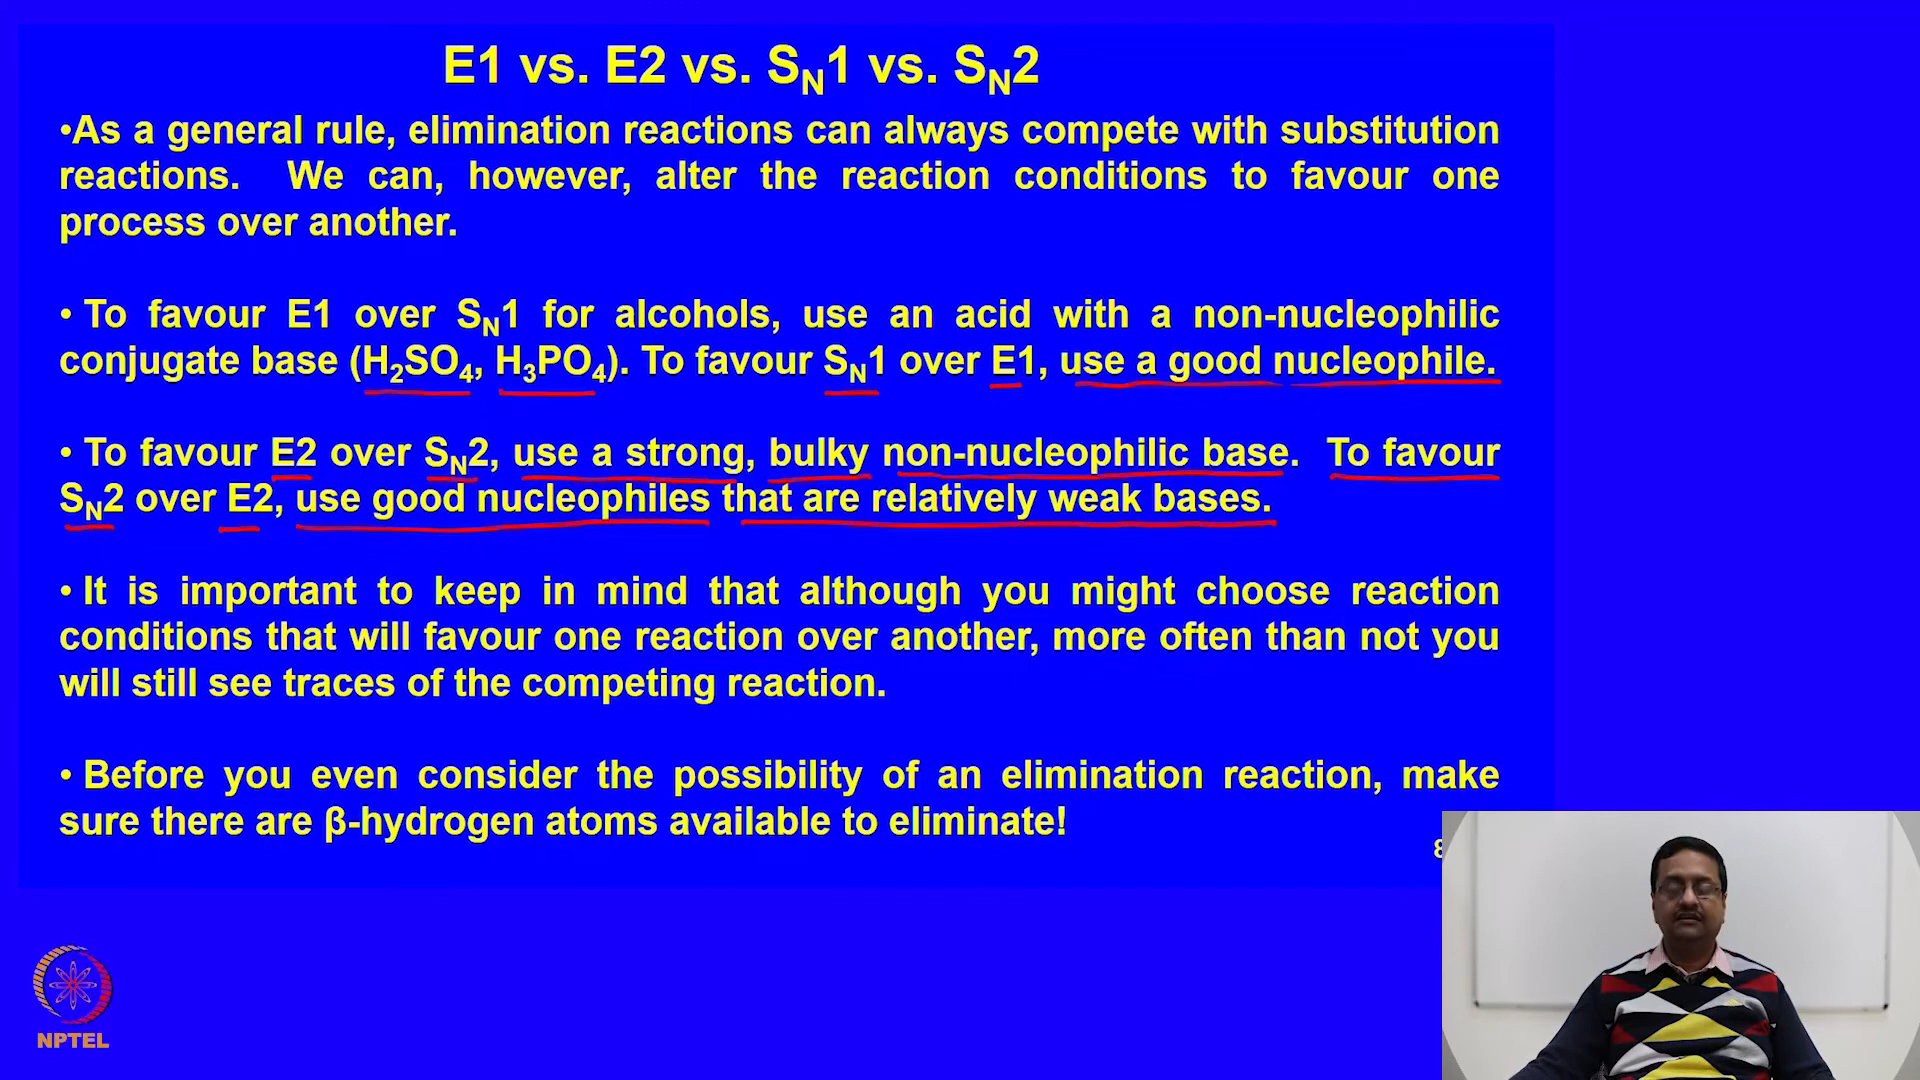 E1 vs. E2 vs. SN1 vs. SN2
•As a general rule, elimination reactions can always compete with substitution
reactions. We can, however, alter the reaction conditions to favour one
process over another.
• To favour E1 over SN1 for alcohols, use an acid with a non-nucleophilic
conjugate base (H2SO4, H3PO4). To favour SN1 over E1, use a good nucleophile.
• To favour E2 over SN2, use a strong, bulky non-nucleophilic base. To favour
SN2 over E2, use good nucleophiles that are relatively weak bases.
• It is important to keep in mind that although you might choose reaction
conditions that will favour one reaction over another, more often than not you
will still see traces of the competing reaction.
• Before you even consider the possibility of an elimination reaction, make
sure there are β-hydrogen atoms available to eliminate!
NPTEL